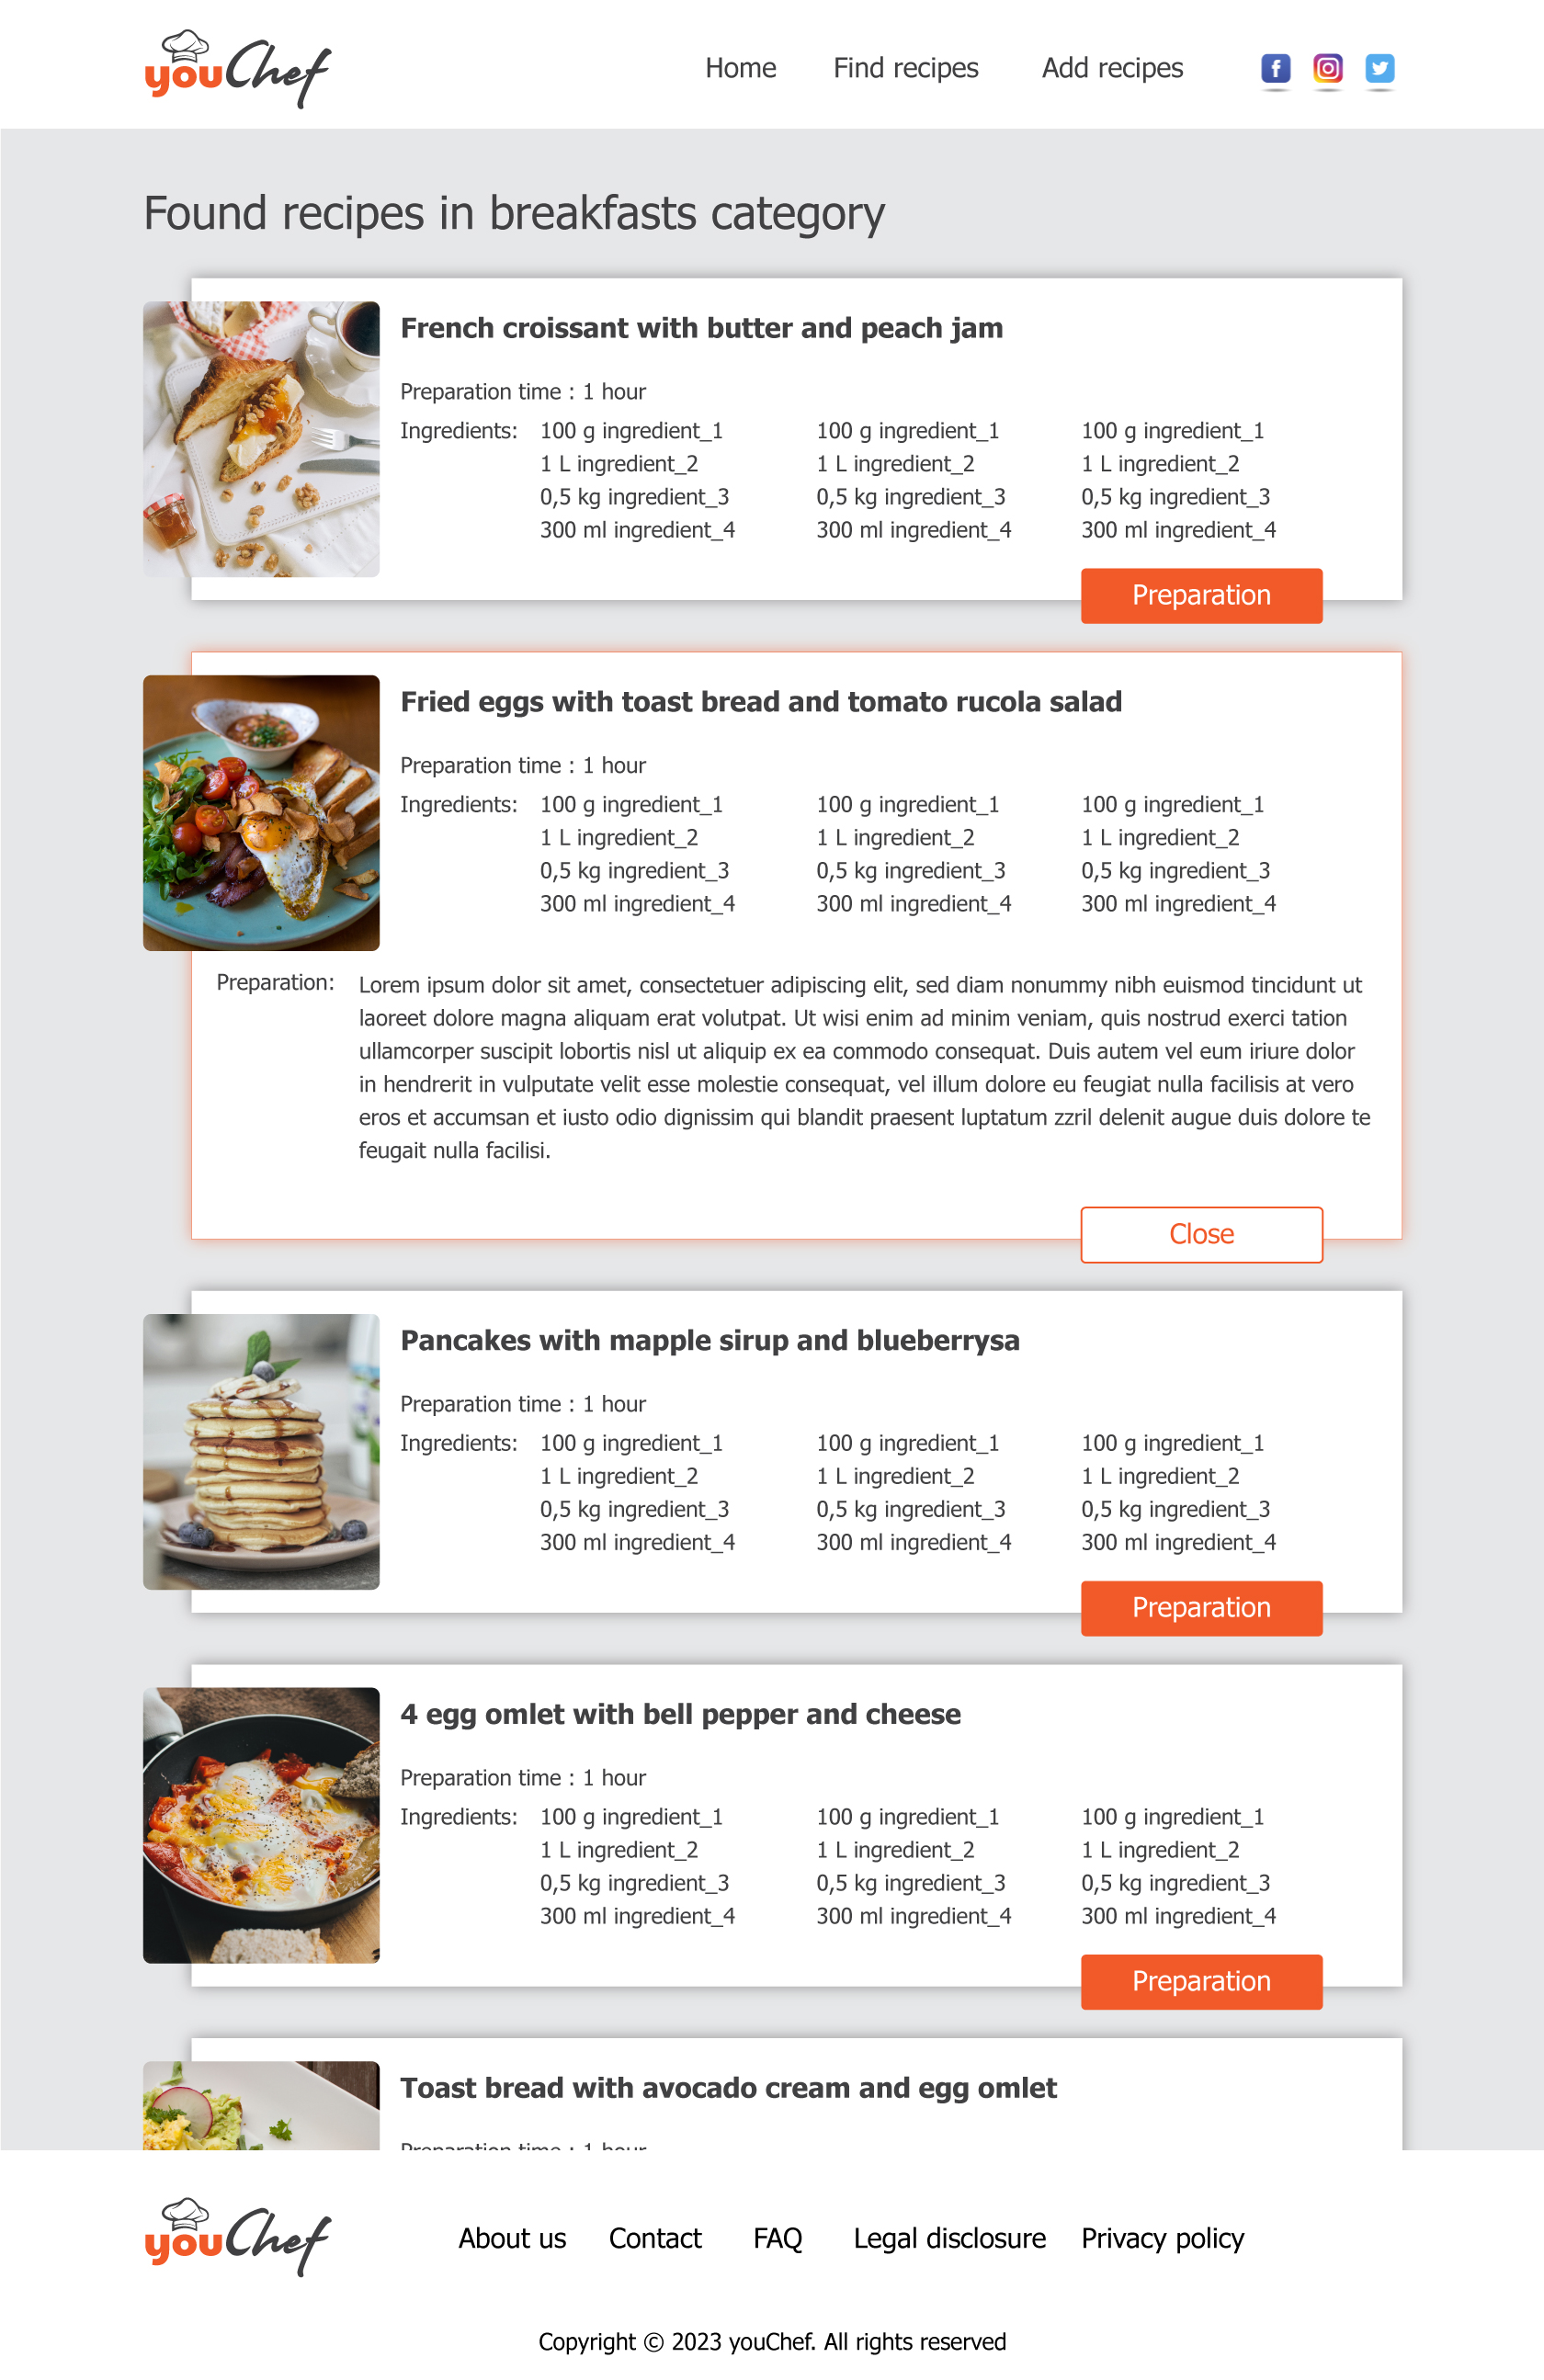 youChef
Home Find recipes Add recipes
Found recipes in breakfasts category
French croissant with butter and peach jam
Preparation time : 1 hour
Ingredients: 100 g ingredient_1 100 g ingredient_1 100 g ingredient_1
1 L ingredient_2 1 L ingredient_2 1 L ingredient_2
0,5 kg ingredient_3 0,5 kg ingredient_3 0,5 kg ingredient_3
300 ml ingredient_4 300 ml ingredient_4 300 ml ingredient_4
Preparation
Fried eggs with toast bread and tomato rucola salad
Preparation time : 1 hour
Ingredients: 100 g ingredient_1 100 g ingredient_1 100 g ingredient_1
1 L ingredient_2 1 L ingredient_2 1 L ingredient_2
0,5 kg ingredient_3 0,5 kg ingredient_3 0,5 kg ingredient_3
300 ml ingredient_4 300 ml ingredient_4 300 ml ingredient_4
Preparation: Lorem ipsum dolor sit amet, consectetuer adipiscing elit, sed diam nonummy nibh euismod tincidunt ut
laoreet dolore magna aliquam erat volutpat. Ut wisi enim ad minim veniam, quis nostrud exerci tation
ullamcorper suscipit lobortis nisl ut aliquip ex ea commodo consequat. Duis autem vel eum iriure dolor
in hendrerit in vulputate velit esse molestie consequat, vel illum dolore eu feugiat nulla facilisis at vero
eros et accumsan et iusto odio dignissim qui blandit praesent luptatum zzril delenit augue duis dolore te
feugait nulla facilisi.
Close
Pancakes with mapple sirup and blueberrysa
Preparation time : 1 hour
Ingredients: 100 g ingredient_1 100 g ingredient_1 100 g ingredient_1
1 L ingredient_2 1 L ingredient_2 1 L ingredient_2
0,5 kg ingredient_3 0,5 kg ingredient_3 0,5 kg ingredient_3
300 ml ingredient_4 300 ml ingredient_4 300 ml ingredient_4
Preparation
4 egg omlet with bell pepper and cheese
Preparation time : 1 hour
Ingredients: 100 g ingredient_1 100 g ingredient_1 100 g ingredient_1
1 L ingredient_2 1 L ingredient_2 1 L ingredient_2
0,5 kg ingredient_3 0,5 kg ingredient_3 0,5 kg ingredient_3
300 ml ingredient_4 300 ml ingredient_4 300 ml ingredient_4
Preparation
Toast bread with avocado cream and egg omlet
Preparation time : 1 hour
youChef
About us Contact FAQ Legal disclosure Privacy policy
Copyright © 2023 youChef. All rights reserved